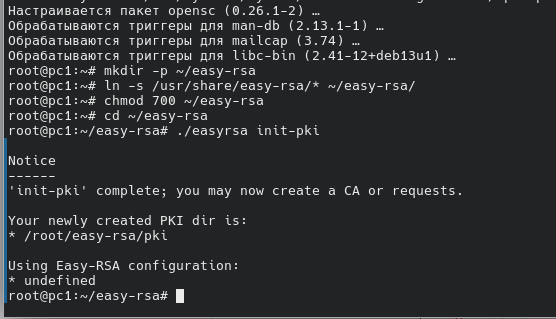 Настраивается пакет opensc (0.26.1-2) …
Обрабатываются триггеры для man-db (2.13.1-1) …
Обрабатываются триггеры для mailcap (3.74) …
Обрабатываются триггеры для libc-bin (2.41-12+deb13u1) …
root@pc1:~# mkdir -p ~/easy-rsa
root@pc1:~# ln -s /usr/share/easy-rsa/* ~/easy-rsa/
root@pc1:~# chmod 700 ~/easy-rsa
root@pc1:~# cd ~/easy-rsa
root@pc1:~/easy-rsa# ./easyrsa init-pki
Notice
------
'init-pki' complete; you may now create a CA or requests.
Your newly created PKI dir is:
* /root/easy-rsa/pki
Using Easy-RSA configuration:
* undefined
root@pc1:~/easy-rsa#